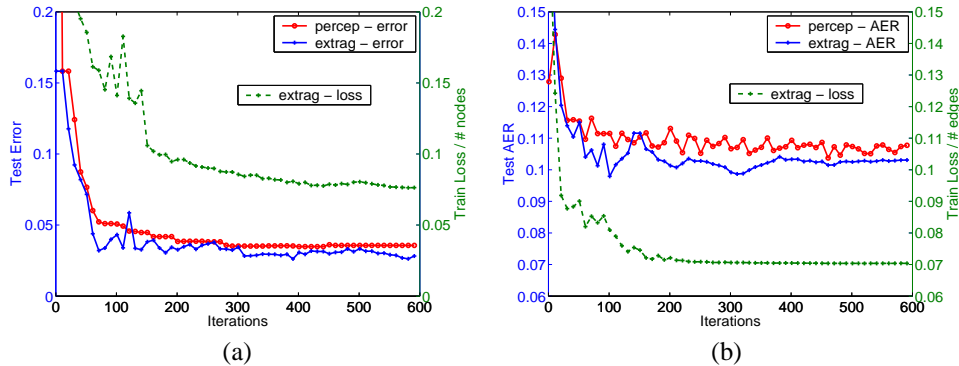 percep – error
extrag – error
extrag – loss
0.2
0.15
0.1
0.05
0
Test Error
0.2
0.15
0.1
0.05
0
Train Loss / # nodes
0 100 200 300 400 500 600
Iterations
(a)
percep – AER
extrag – AER
extrag – loss
0.15
0.14
0.13
0.12
0.11
0.1
0.09
0.08
0.07
0.06
Test AER
0.15
0.14
0.13
0.12
0.11
0.1
0.09
0.08
0.07
0.06
Train Loss / # edges
0 100 200 300 400 500 600
Iterations
(b)